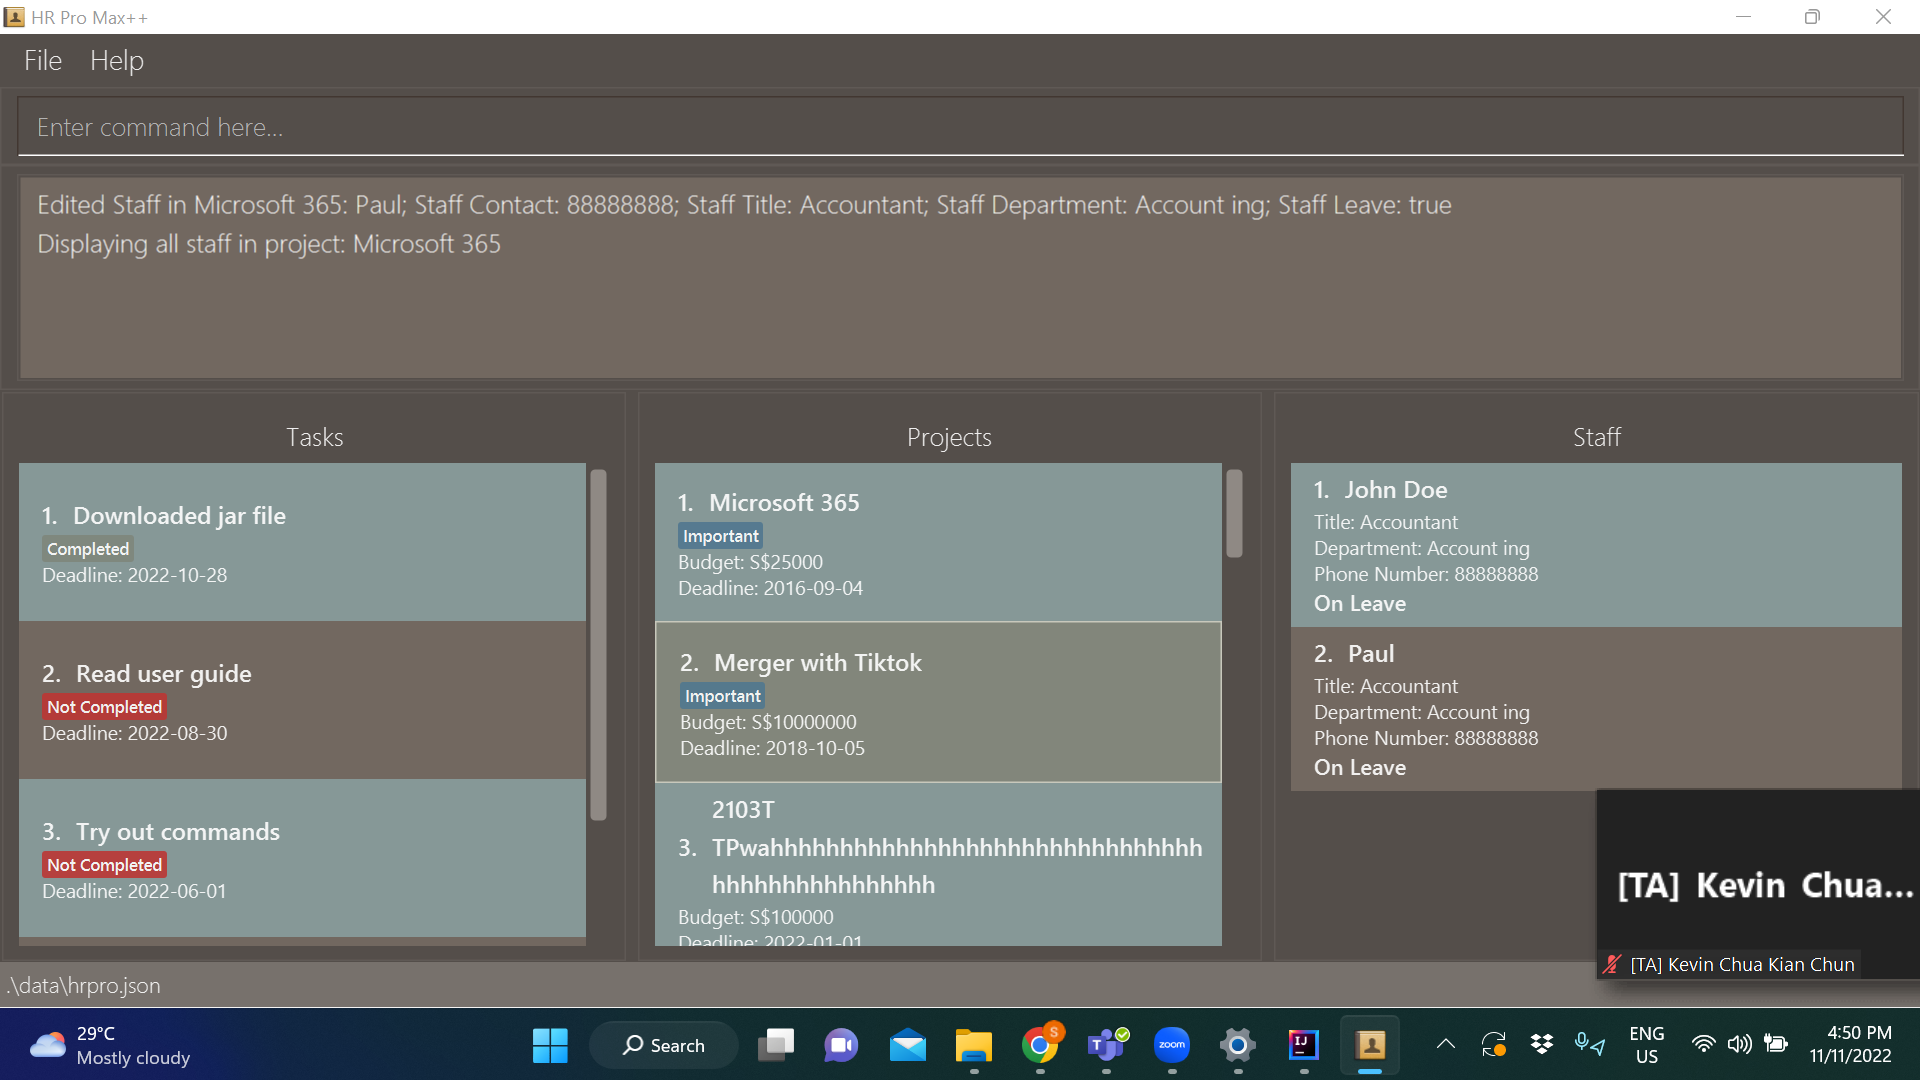 HR Pro Max++
File Help
Enter command here...
Edited Staff in Microsoft 365: Paul; Staff Contact: 88888888; Staff Title: Accountant; Staff Department: Account ing; Staff Leave: true
Displaying all staff in project: Microsoft 365
Tasks
1. Downloaded jar file
Completed
Deadline: 2022-10-28
2. Read user guide
Not Completed
Deadline: 2022-08-30
3. Try out commands
Not Completed
Deadline: 2022-06-01
Projects
1. Microsoft 365
Important
Budget: S$25000
Deadline: 2016-09-04
2. Merger with Tiktok
Important
Budget: S$10000000
Deadline: 2018-10-05
2103T
3. TPwahhhhhhhhhhhhhhhhhhhhhhhhhhhhhhh
hhhhhhhhhhhhhhhh
Budget: S$100000
Deadline: 2022-01-01
Staff
1. John Doe
Title: Accountant
Department: Account ing
Phone Number: 88888888
On Leave
2. Paul
Title: Accountant
Department: Account ing
Phone Number: 88888888
On Leave
[TA] Kevin Chua...
[TA] Kevin Chua Kian Chun
.\data\hrpro.json
29°C
Mostly cloudy
Search
S
T
zoom
IJ
ENG
US
4:50 PM
11/11/2022